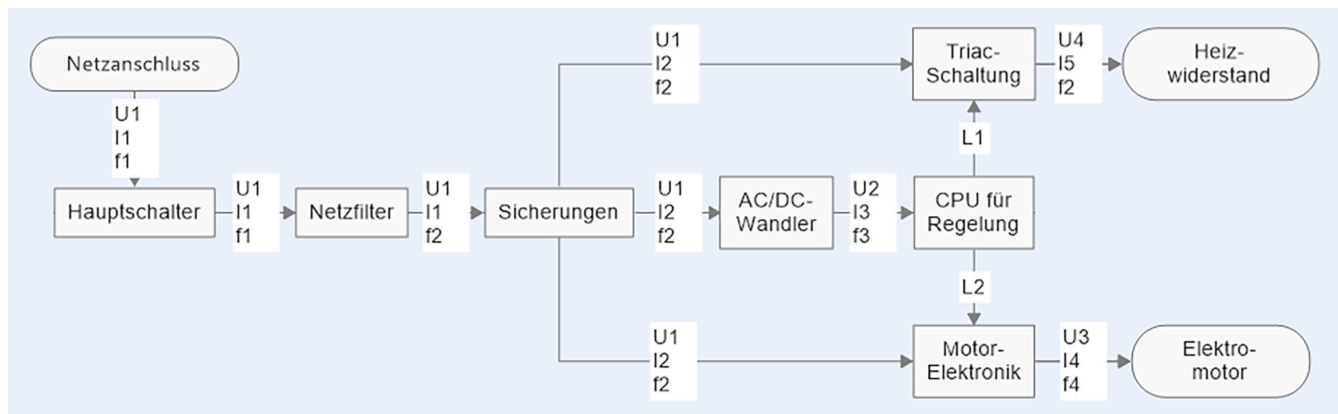 Netzanschluss
U1
I1
f1
Hauptschalter
U1
I1
f1
Netzfilter
U1
I1
f2
Sicherungen
U1
I2
f2
Triac-
Schaltung
U4
I5
f2
Heiz-
widerstand
L1
U1
I2
f2
AC/DC-
Wandler
U2
I3
f3
CPU für
Regelung
L2
U1
I2
f2
Motor-
Elektronik
U3
I4
f4
Elektro-
motor